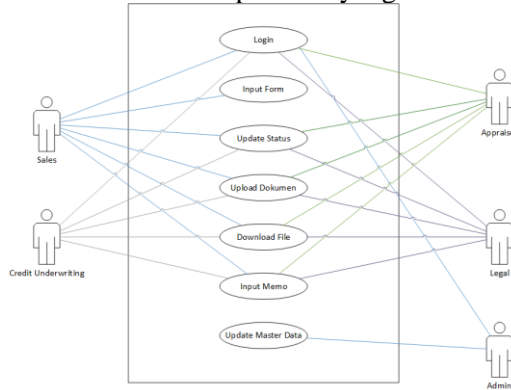 Login
Input Form
Appraise
Update Status
Sales
Upload Dokumen
Download File
Credit Underwriting
Legal
Input Memo
Update Master Data
Admin